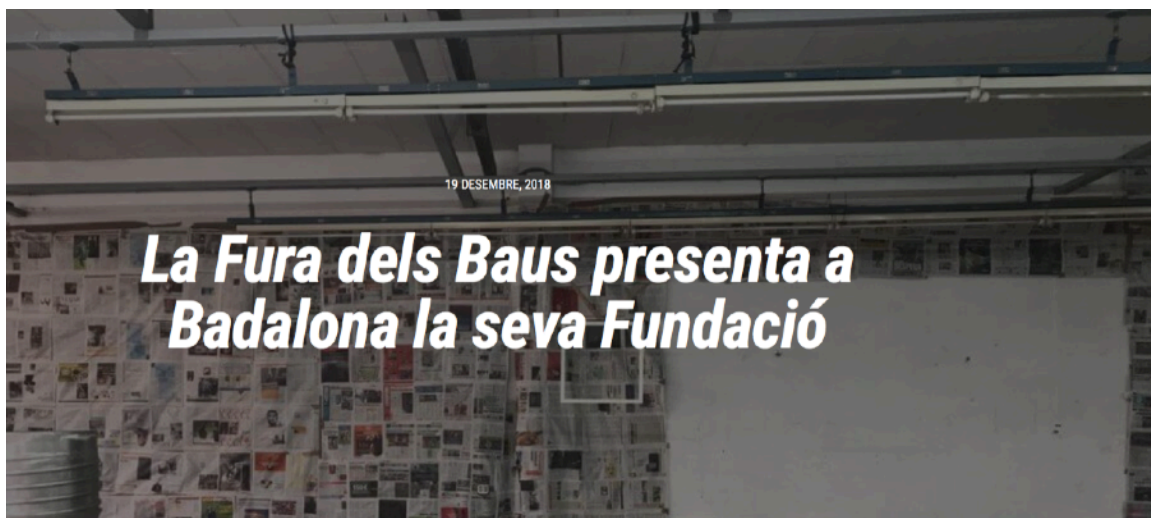 19 DESEMBRE, 2018
La Fura dels Baus presenta a
Badalona la seva Fundació